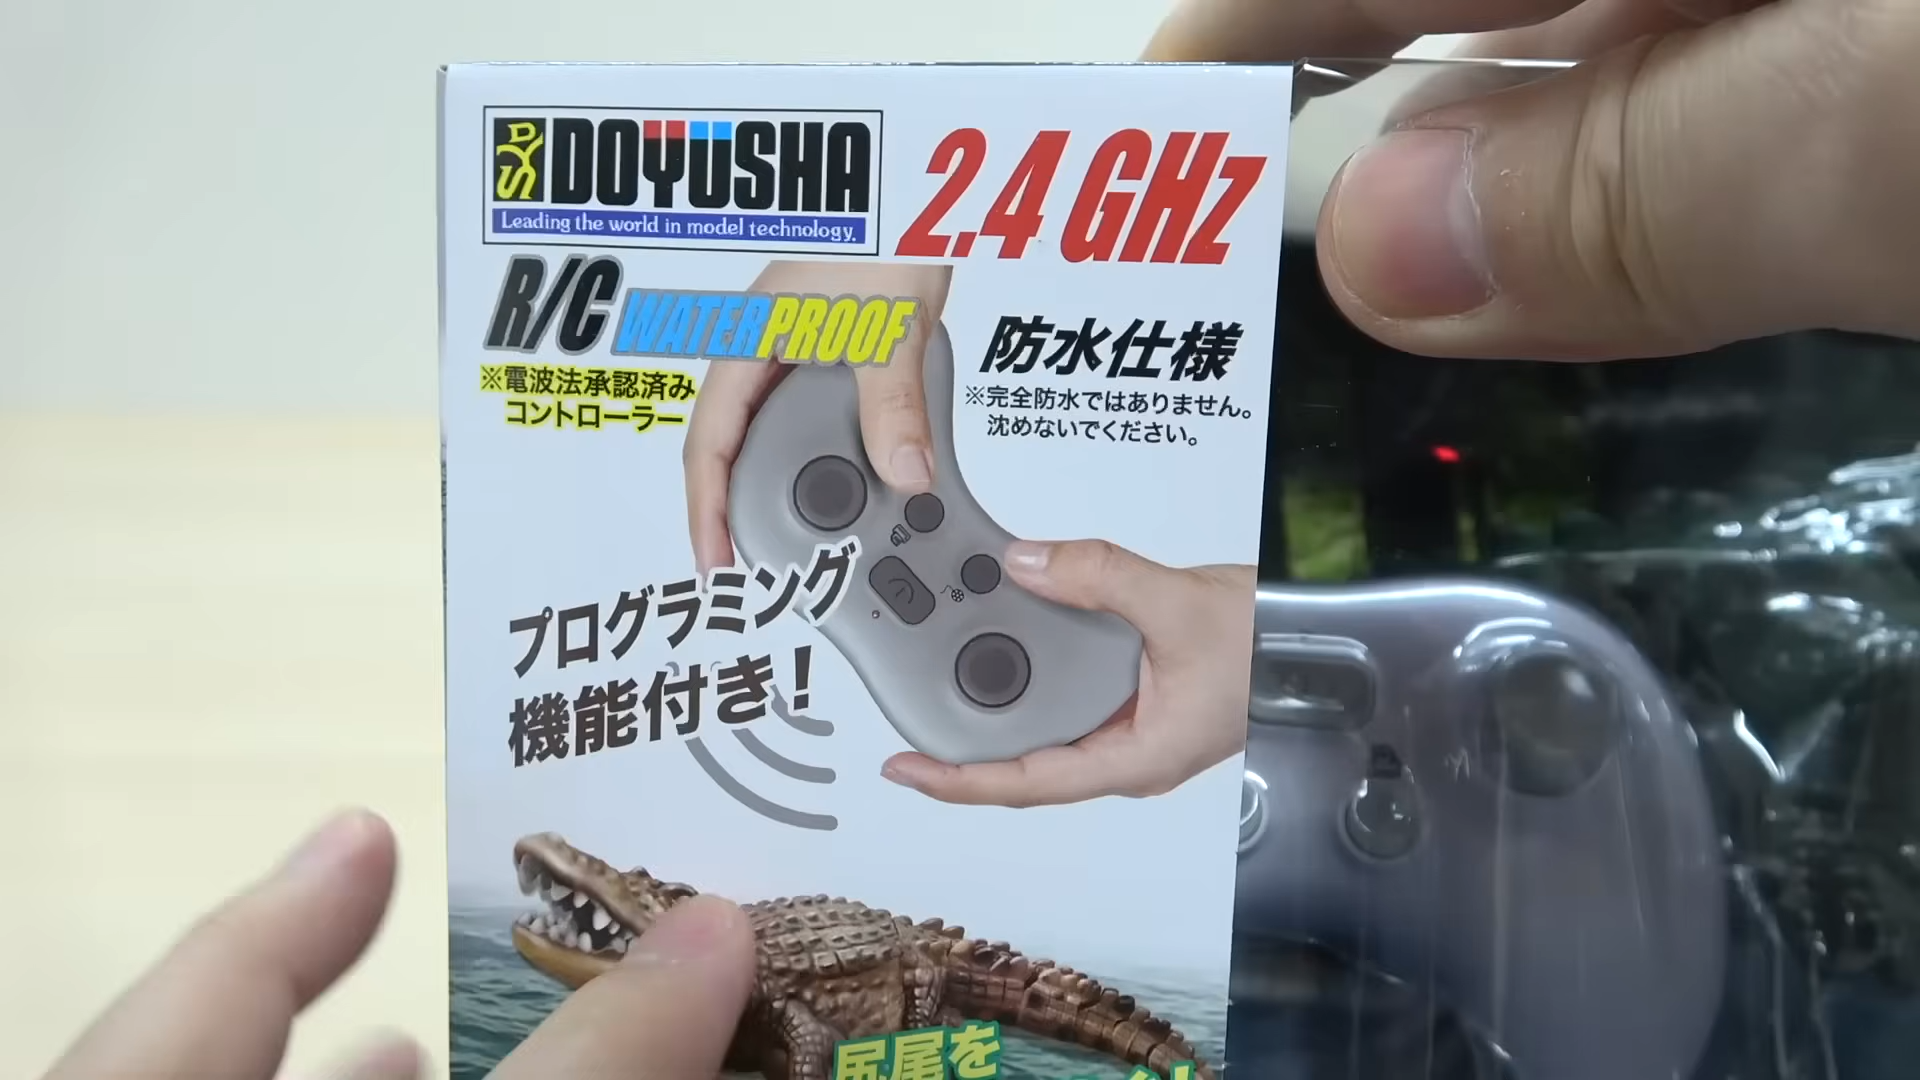 DOYUSHA
Leading the world in model technology.
2.4 GHz
R/C WATERPROOF
※電波法承認済み
コントローラー
防水仕様
※完全防水ではありません。
沈めないでください。
プログラミング
機能付き!
尻尾を